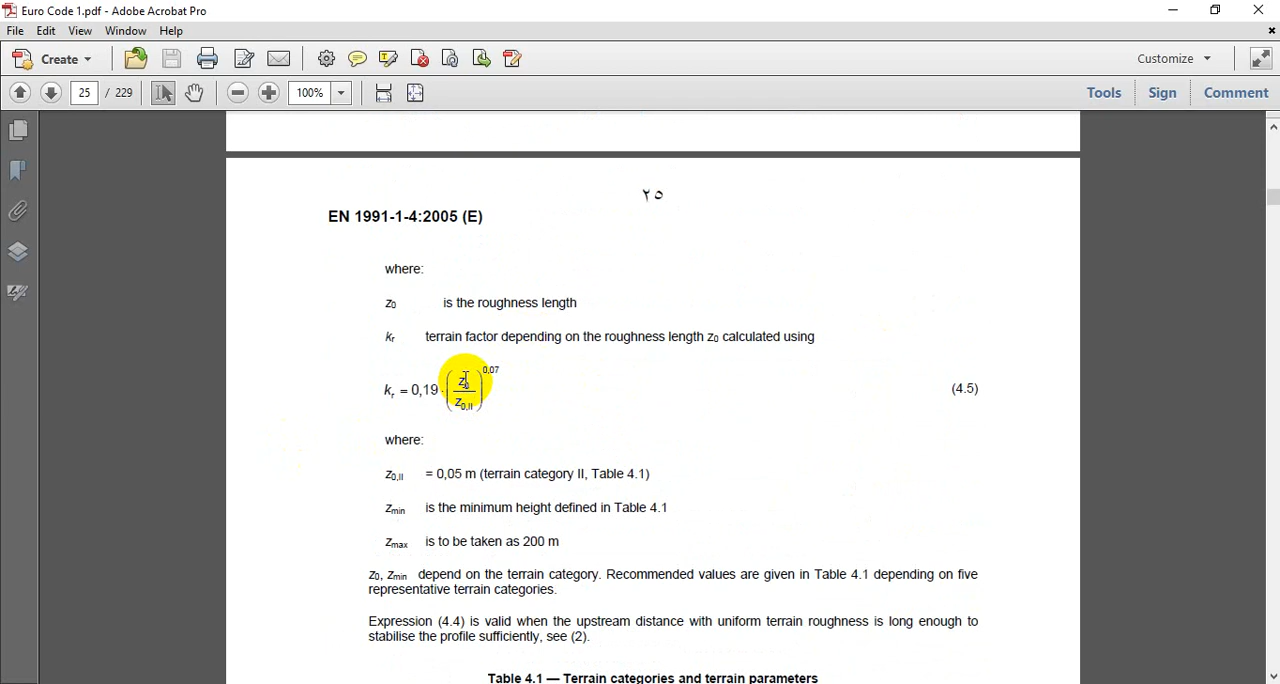 Euro Code 1.pdf - Adobe Acrobat Pro
File Edit View Window Help
Create Customize
25 / 229 100% Tools Sign Comment
٢٥
EN 1991-1-4:2005 (E)
where:
z0 is the roughness length
kr terrain factor depending on the roughness length z0 calculated using
kr = 0,19 · (z0 / z0,II)^0,07 (4.5)
where:
z0,II = 0,05 m (terrain category II, Table 4.1)
zmin is the minimum height defined in Table 4.1
zmax is to be taken as 200 m
z0, zmin depend on the terrain category. Recommended values are given in Table 4.1 depending on five
representative terrain categories.
Expression (4.4) is valid when the upstream distance with uniform terrain roughness is long enough to
stabilise the profile sufficiently, see (2).
Table 4.1 — Terrain categories and terrain parameters